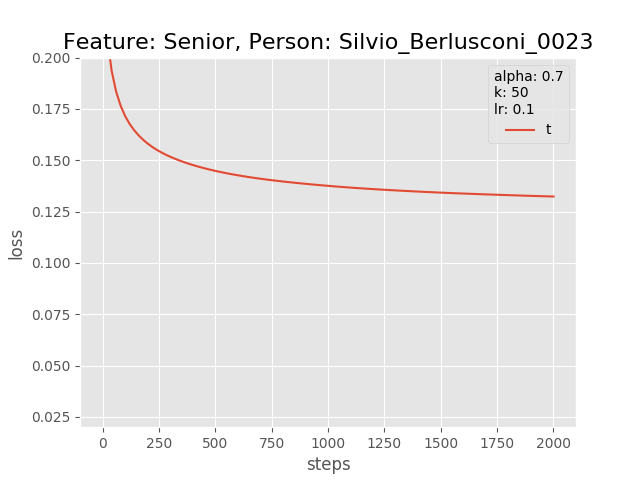 Feature: Senior, Person: Silvio_Berlusconi_0023
alpha: 0.7
k: 50
lr: 0.1
t
0.200
0.175
0.150
0.125
0.100
0.075
0.050
0.025
loss
0 250 500 750 1000 1250 1500 1750 2000
steps